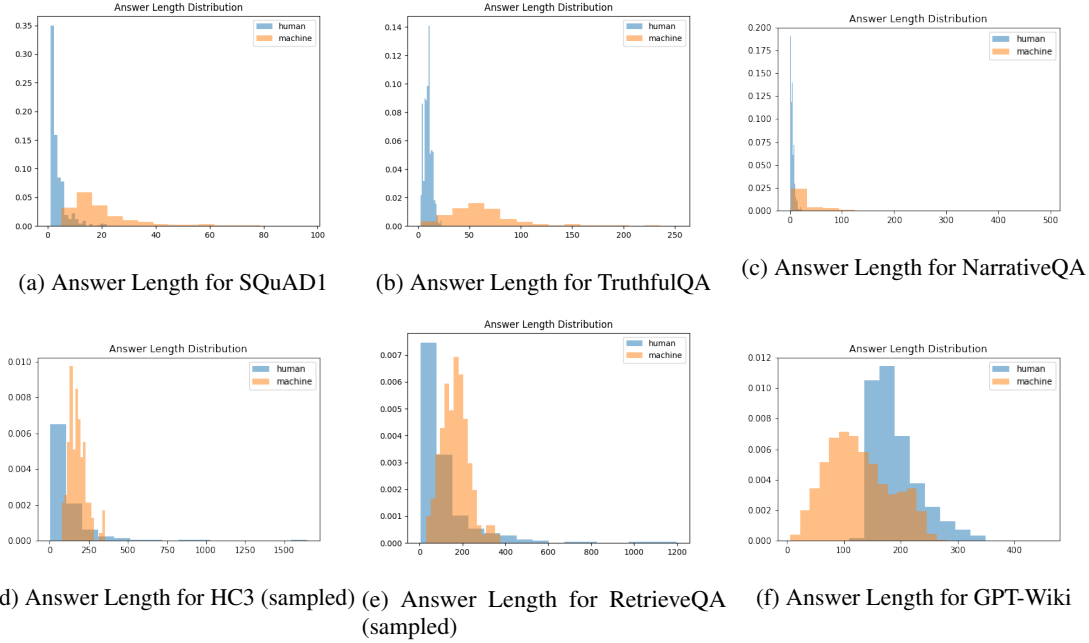 Answer Length Distribution
human
machine
0.35
0.30
0.25
0.20
0.15
0.10
0.05
0.00
0 20 40 60 80 100
(a) Answer Length for SQuAD1
Answer Length Distribution
human
machine
0.14
0.12
0.10
0.08
0.06
0.04
0.02
0.00
0 50 100 150 200 250
(b) Answer Length for TruthfulQA
Answer Length Distribution
human
machine
0.200
0.175
0.150
0.125
0.100
0.075
0.050
0.025
0.000
0 100 200 300 400 500
(c) Answer Length for NarrativeQA
Answer Length Distribution
human
machine
0.010
0.008
0.006
0.004
0.002
0.000
0 250 500 750 1000 1250 1500
d) Answer Length for HC3 (sampled)
Answer Length Distribution
human
machine
0.007
0.006
0.005
0.004
0.003
0.002
0.001
0.000
0 200 400 600 800 1000 1200
(e) Answer Length for RetrieveQA
(sampled)
Answer Length Distribution
human
machine
0.012
0.010
0.008
0.006
0.004
0.002
0.000
0 100 200 300 400
(f) Answer Length for GPT-Wiki